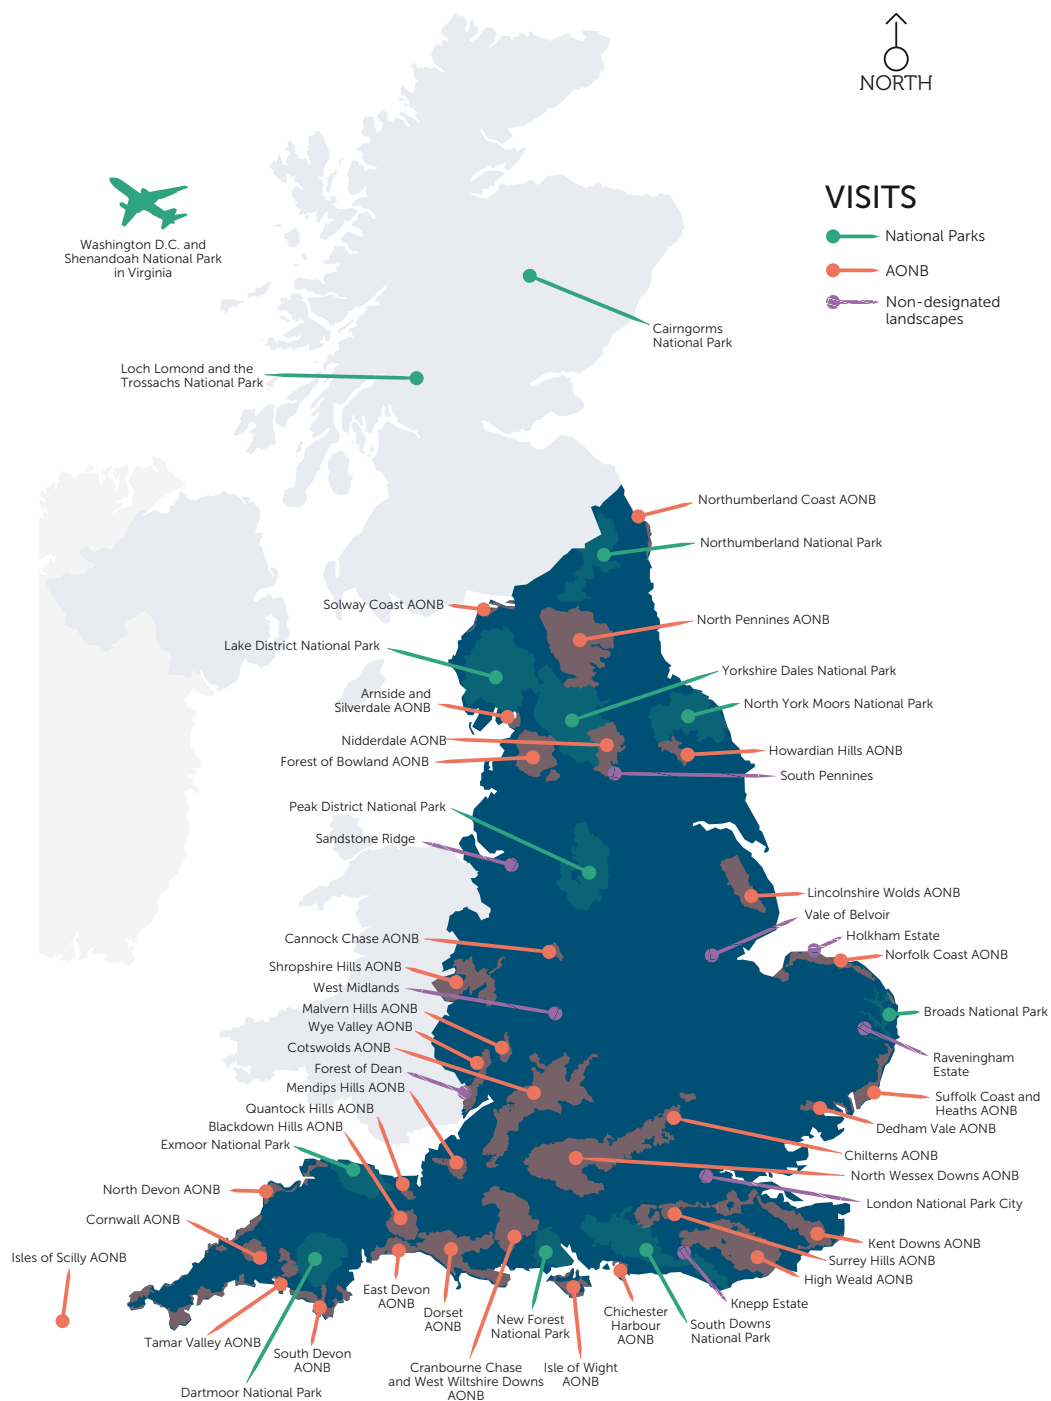 NORTH
VISITS
National Parks
AONB
Non-designated
landscapes
Washington D.C. and
Shenandoah National Park
in Virginia
Cairngorms
National Park
Loch Lomond and the
Trossachs National Park
Northumberland Coast AONB
Northumberland National Park
Solway Coast AONB
North Pennines AONB
Lake District National Park
Yorkshire Dales National Park
Arnside and
Silverdale AONB
North York Moors National Park
Nidderdale AONB
Howardian Hills AONB
Forest of Bowland AONB
South Pennines
Peak District National Park
Sandstone Ridge
Lincolnshire Wolds AONB
Vale of Belvoir
Holkham Estate
Cannock Chase AONB
Norfolk Coast AONB
Shropshire Hills AONB
West Midlands
Malvern Hills AONB
Broads National Park
Wye Valley AONB
Cotswolds AONB
Raveningham
Estate
Forest of Dean
Mendips Hills AONB
Suffolk Coast and
Heaths AONB
Quantock Hills AONB
Blackdown Hills AONB
Dedham Vale AONB
Exmoor National Park
Chilterns AONB
North Wessex Downs AONB
North Devon AONB
London National Park City
Cornwall AONB
Kent Downs AONB
Isles of Scilly AONB
Surrey Hills AONB
High Weald AONB
East Devon
AONB
Knepp Estate
Dorset
AONB
New Forest
National Park
Chichester
Harbour
AONB
South Downs
National Park
Tamar Valley AONB
South Devon
AONB
Cranbourne Chase
and West Wiltshire Downs
AONB
Isle of Wight
AONB
Dartmoor National Park